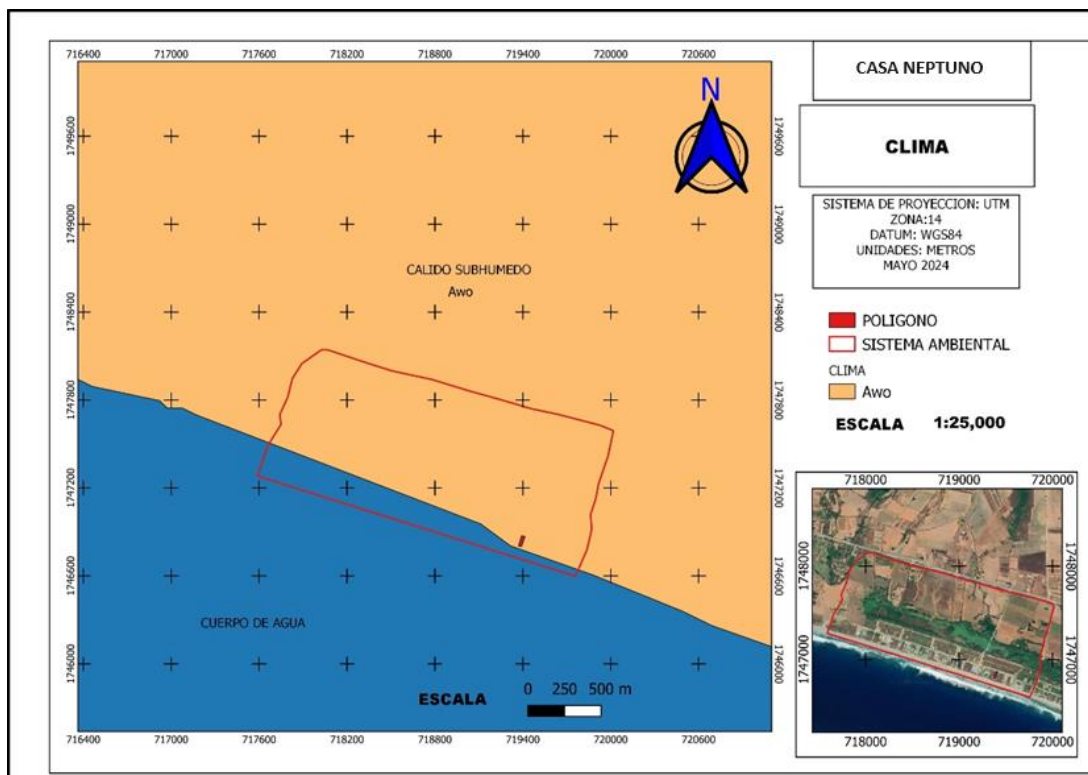 716400 717000 717600 718200 718800 719400 720000 720600
1749600
1749000
1748400
1747800
1747200
1746600
1746000
N
CALIDO SUBHUMEDO
Awo
CUERPO DE AGUA
ESCALA 0 250 500 m
1749600
1749000
1748400
1747800
1747200
1746600
1746000
716400 717000 717600 718200 718800 719400 720000 720600
CASA NEPTUNO
CLIMA
SISTEMA DE PROYECCION: UTM
ZONA:14
DATUM: WGS84
UNIDADES: METROS
MAYO 2024
POLIGONO
SISTEMA AMBIENTAL
CLIMA
Awo
ESCALA 1:25,000
718000 719000 720000
1748000
1747000
1748000
1747000
718000 719000 720000